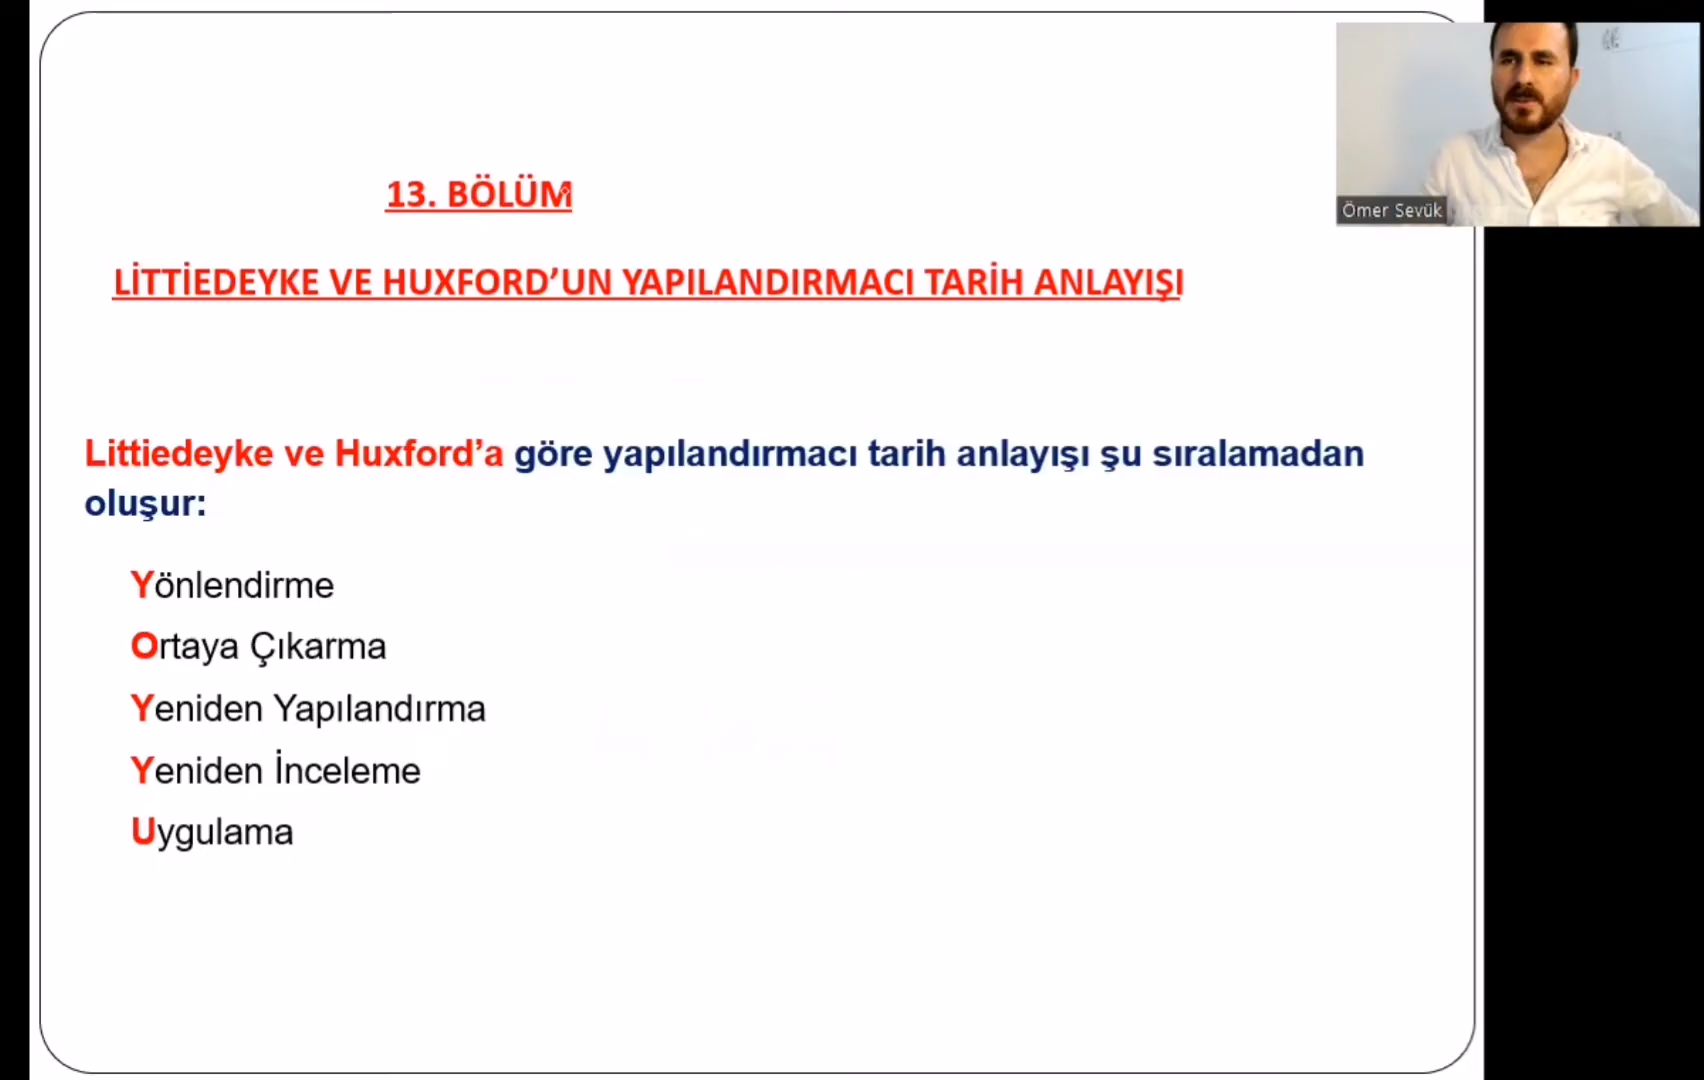 13. BÖLÜM
LİTTİEDEYKE VE HUXFORD’UN YAPILANDIRMACI TARİH ANLAYIŞI
Littiedeyke ve Huxford’a göre yapılandırmacı tarih anlayışı şu sıralamadan
oluşur:
Yönlendirme
Ortaya Çıkarma
Yeniden Yapılandırma
Yeniden İnceleme
Uygulama
Ömer Sevük